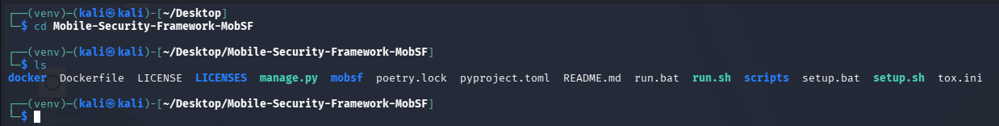 ┌──(venv)─(kali㉿kali)-[~/Desktop]
└─$ cd Mobile-Security-Framework-MobSF
┌──(venv)─(kali㉿kali)-[~/Desktop/Mobile-Security-Framework-MobSF]
└─$ ls
docker  Dockerfile  LICENSE  LICENSES  manage.py  mobsf  poetry.lock  pyproject.toml  README.md  run.bat  run.sh  scripts  setup.bat  setup.sh  tox.ini
┌──(venv)─(kali㉿kali)-[~/Desktop/Mobile-Security-Framework-MobSF]
└─$
System